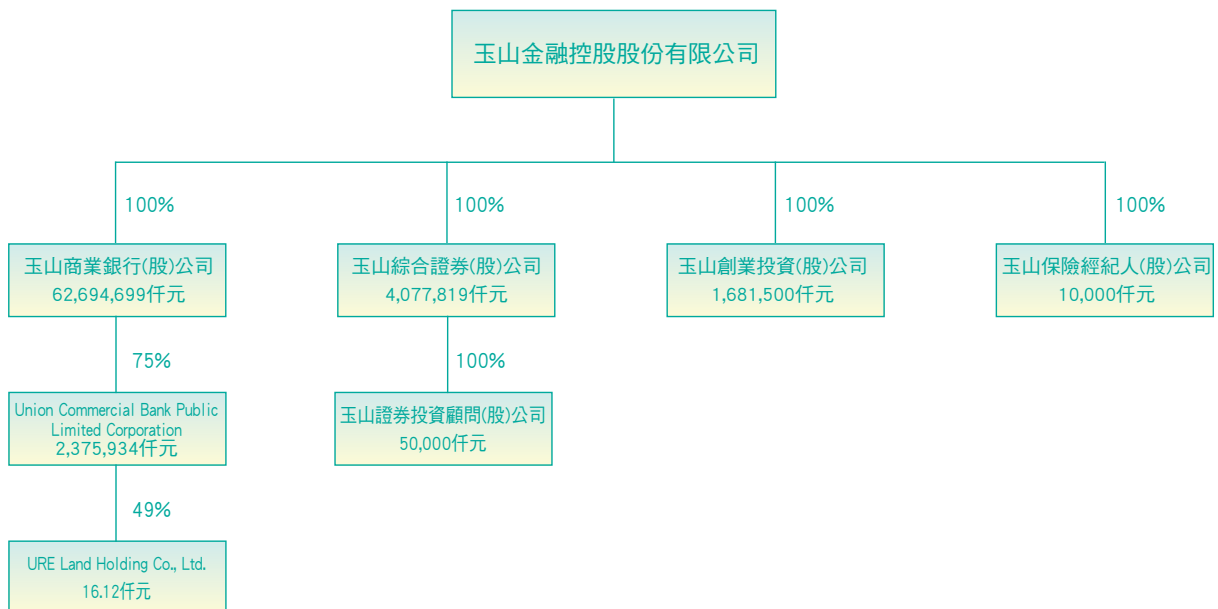 玉山金融控股股份有限公司
100%
100%
100%
100%
玉山商業銀行(股)公司
62,694,699仟元
玉山綜合證券(股)公司
4,077,819仟元
玉山創業投資(股)公司
1,681,500仟元
玉山保險經紀人(股)公司
10,000仟元
75%
100%
Union Commercial Bank Public
Limited Corporation
2,375,934仟元
玉山證券投資顧問(股)公司
50,000仟元
49%
URE Land Holding Co., Ltd.
16.12仟元